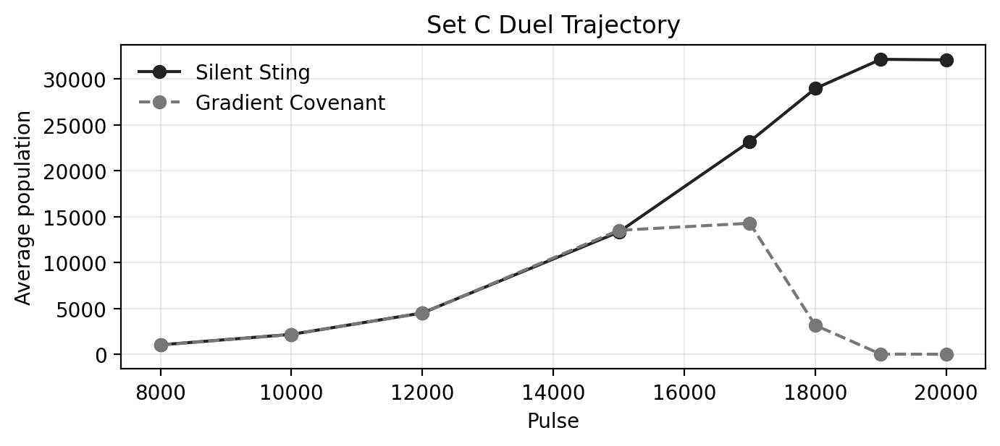 Set C Duel Trajectory
Silent Sting
Gradient Covenant
Average population
30000
25000
20000
15000
10000
5000
0
8000 10000 12000 14000 16000 18000 20000
Pulse